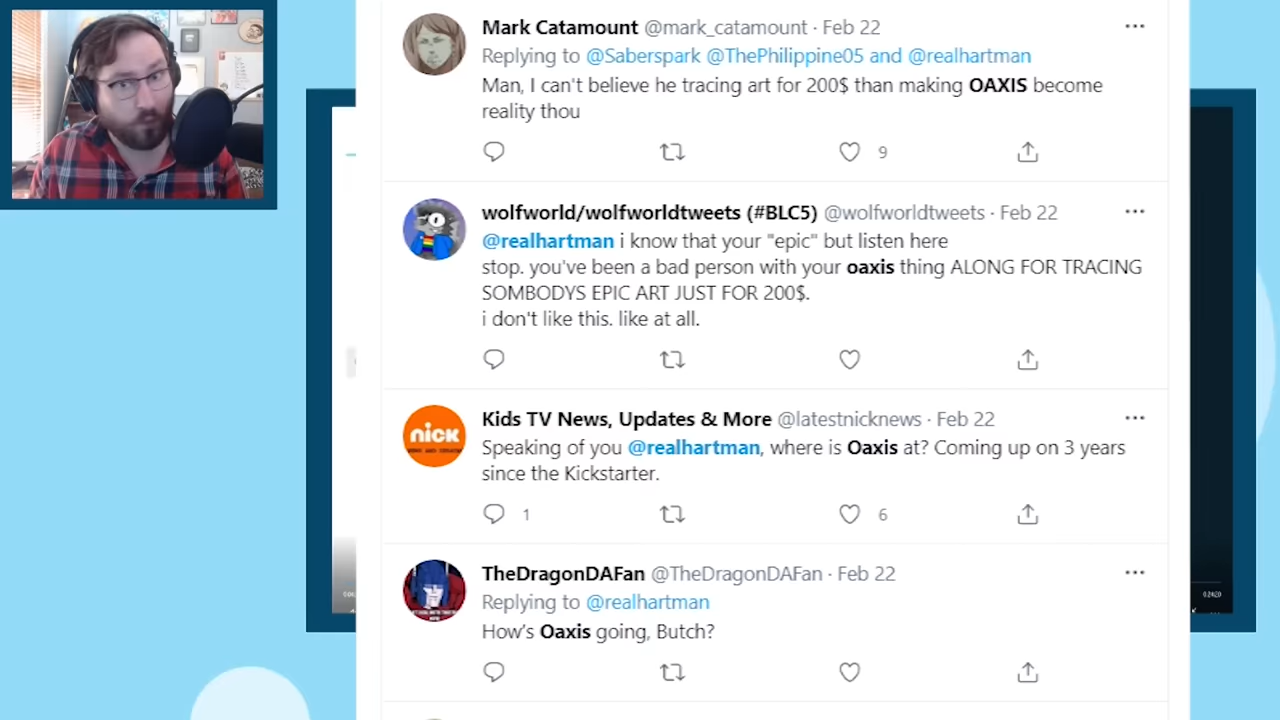 Mark Catamount @mark_catamount · Feb 22
Replying to @Saberspark @ThePhilippine05 and @realhartman
Man, I can't believe he tracing art for 200$ than making OAXIS become
reality thou
9
wolfworld/wolfworldtweets (#BLC5) @wolfworldtweets · Feb 22
@realhartman i know that your "epic" but listen here
stop. you've been a bad person with your oaxis thing ALONG FOR TRACING
SOMBODYS EPIC ART JUST FOR 200$.
i don't like this. like at all.
nick
Kids TV News, Updates & More @latestnicknews · Feb 22
Speaking of you @realhartman, where is Oaxis at? Coming up on 3 years
since the Kickstarter.
1 6
TheDragonDAFan @TheDragonDAFan · Feb 22
Replying to @realhartman
How's Oaxis going, Butch?